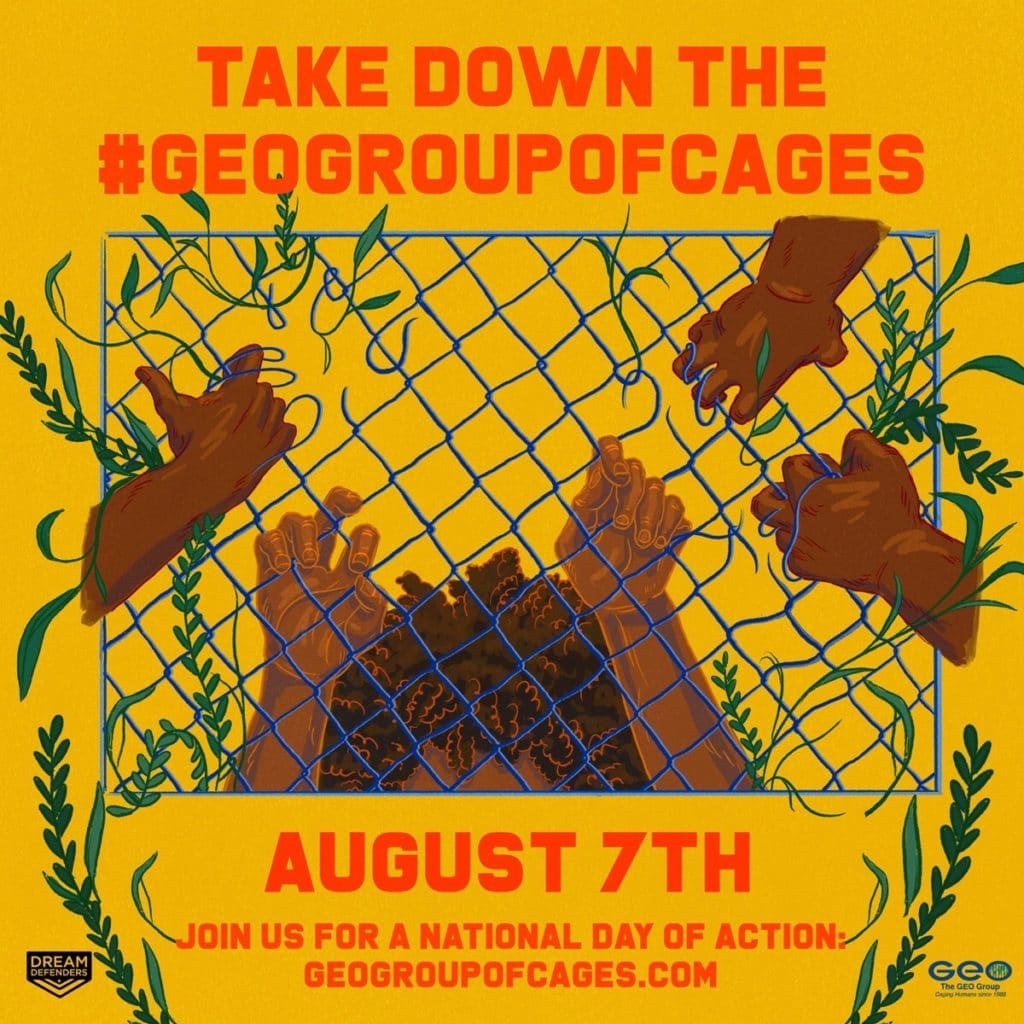 TAKE DOWN THE
#GEOGROUPOFCAGES
AUGUST 7TH
JOIN US FOR A NATIONAL DAY OF ACTION:
GEOGROUPOFCAGES.COM
DREAM
DEFENDERS
GEO
The GEO Group
Caging Humans since 1988